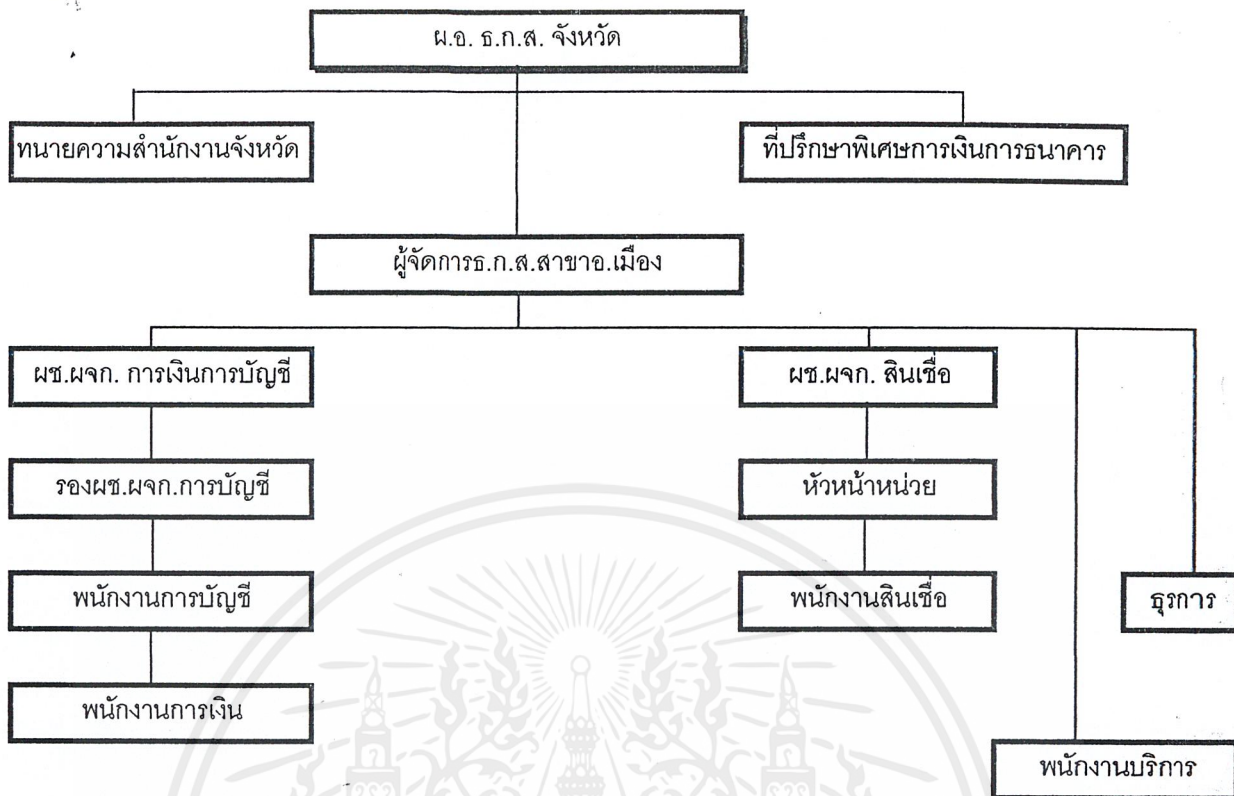 ผ.อ. ธ.ก.ส. จังหวัด
ทนายความสำนักงานจังหวัด
ที่ปรึกษาพิเศษการเงินการธนาคาร
ผู้จัดการธ.ก.ส.สาขาอ.เมือง
ผช.ผจก. การเงินการบัญชี
ผช.ผจก. สินเชื่อ
รองผช.ผจก.การบัญชี
หัวหน้าหน่วย
พนักงานการบัญชี
พนักงานสินเชื่อ
ธุรการ
พนักงานการเงิน
พนักงานบริการ